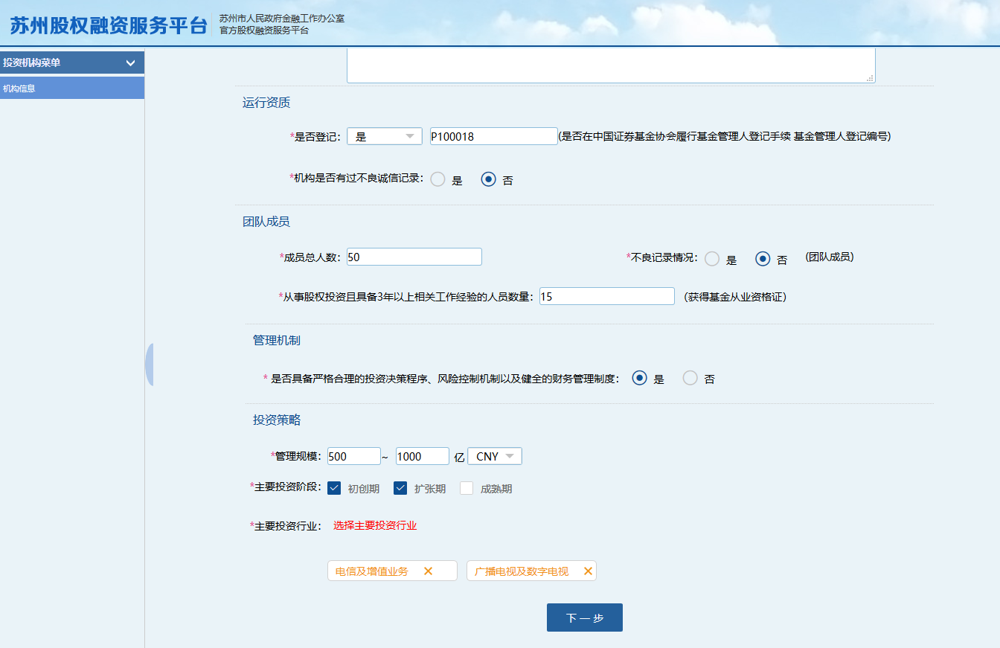 苏州股权融资服务平台
苏州市人民政府金融工作办公室
官方股权融资服务平台
投资机构菜单
机构信息
运行资质
*是否登记： 是 P100018 (是否在中国证券基金协会履行基金管理人登记手续 基金管理人登记编号)
*机构是否有过不良诚信记录： 是 否
团队成员
*成员总人数： 50 *不良记录情况： 是 否 (团队成员)
*从事股权投资且具备3年以上相关工作经验的人员数量： 15 (获得基金从业资格证)
管理机制
* 是否具备严格合理的投资决策程序、风险控制机制以及健全的财务管理制度： 是 否
投资策略
*管理规模： 500 ~ 1000 亿 CNY
*主要投资阶段： 初创期 扩张期 成熟期
*主要投资行业： 选择主要投资行业
电信及增值业务 广播电视及数字电视
下一步